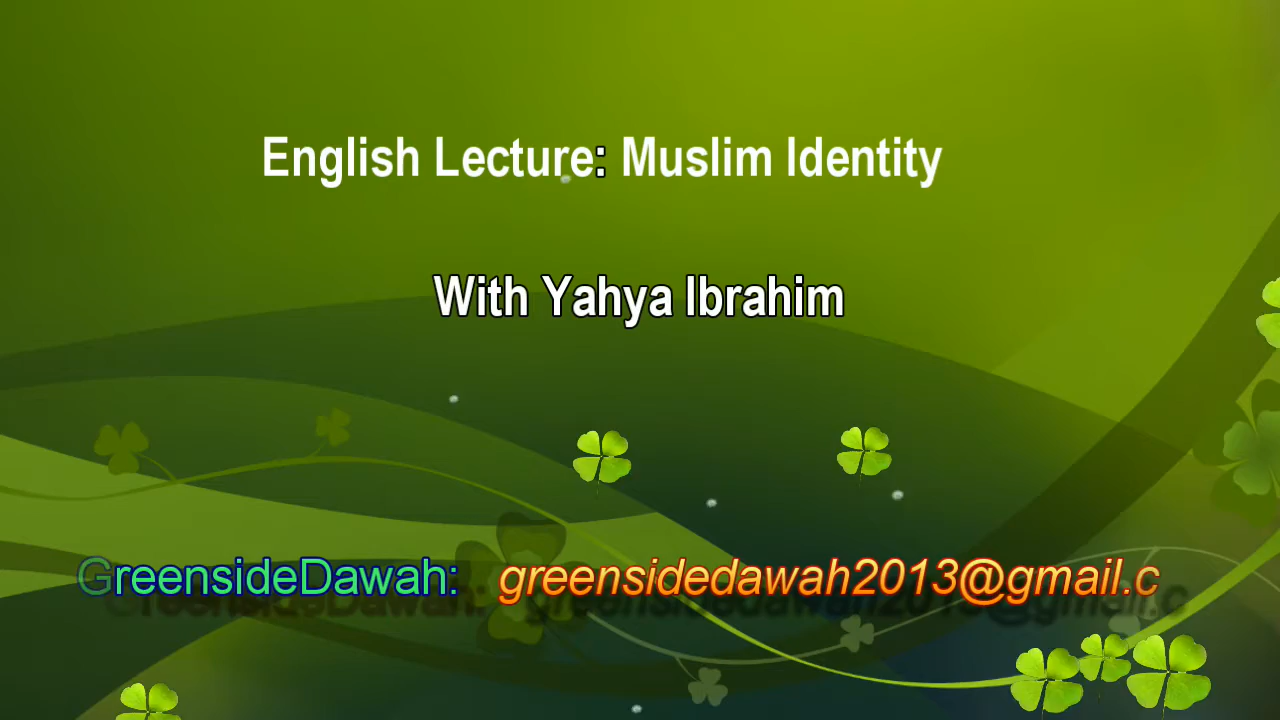 English Lecture: Muslim Identity
With Yahya Ibrahim
GreensideDawah: greensidedawah2013@gmail.c